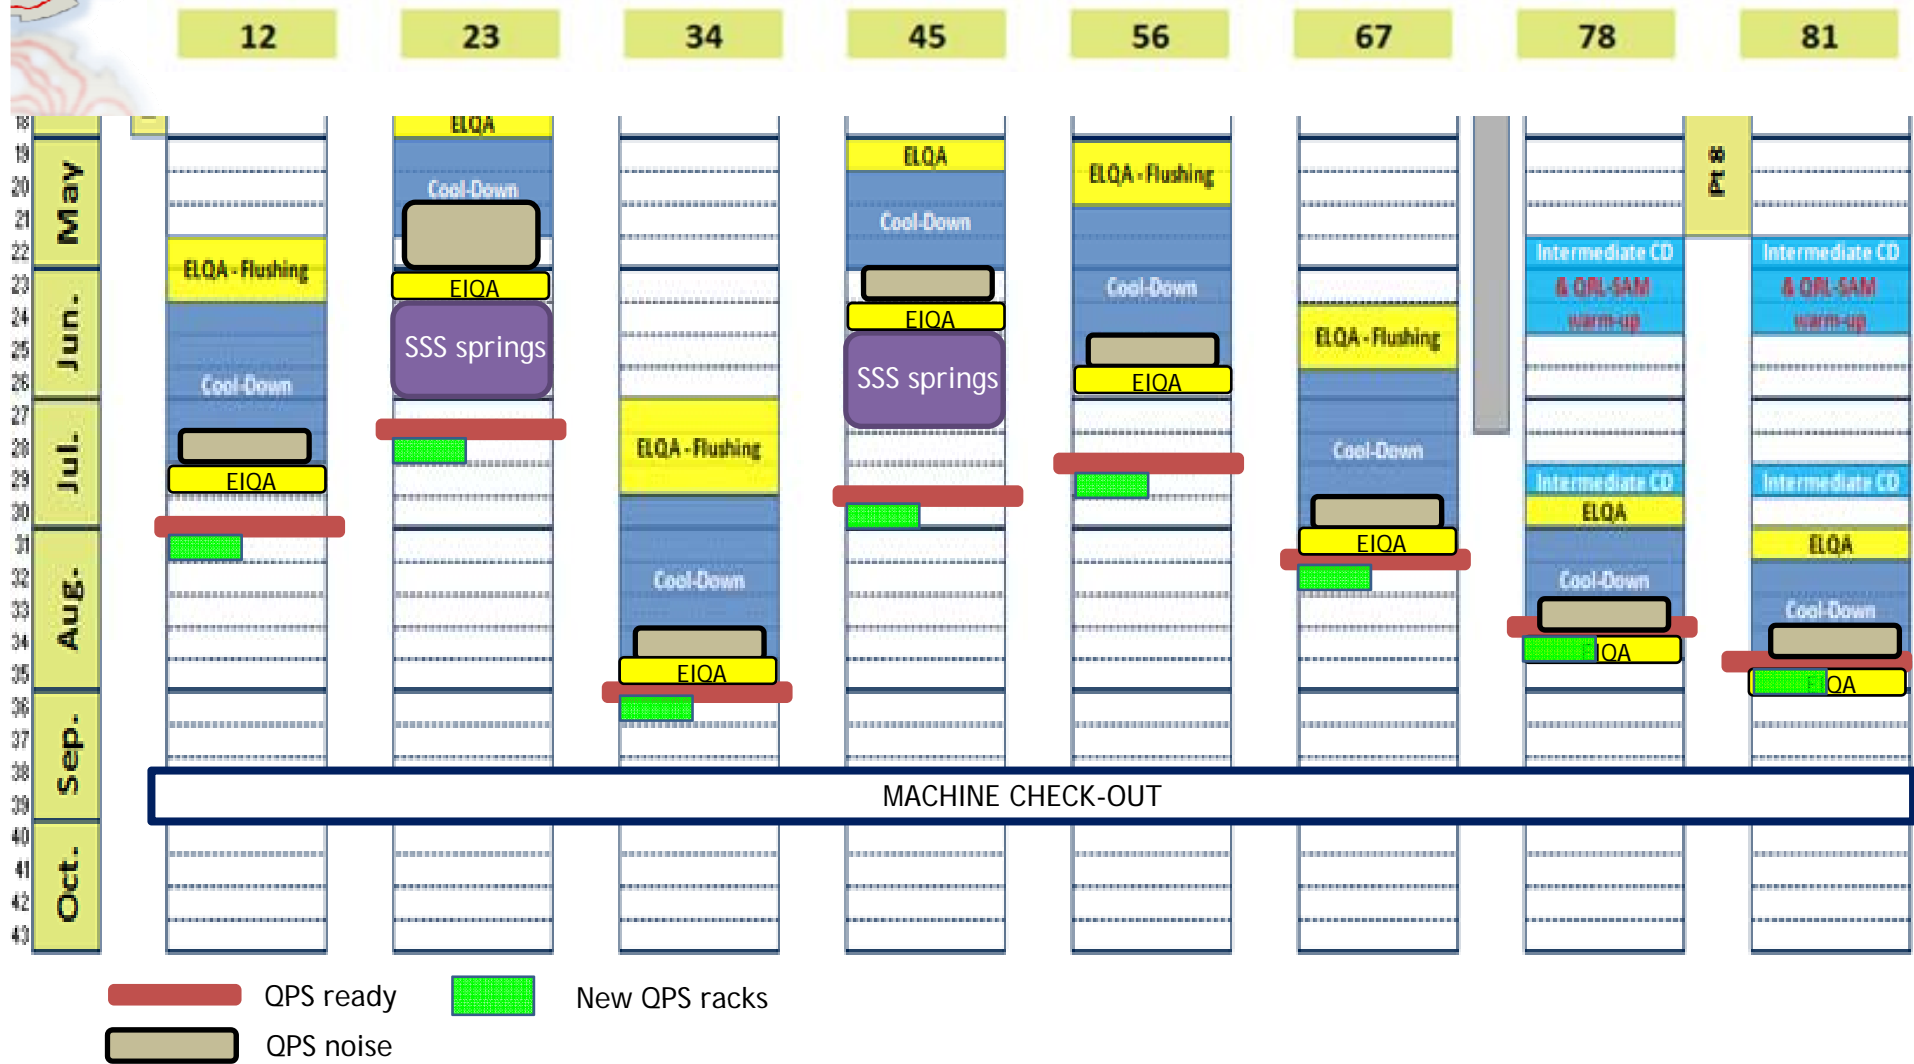 12 23 34 45 56 67 78 81
18
19
20
21
22
23
24
25
26
27
28
29
30
31
32
33
34
35
36
37
38
39
40
41
42
43
May
Jun.
Jul.
Aug.
Sep.
Oct.
ELQA - Flushing
Cool-Down
EIQA
ELQA
Cool-Down
EIQA
SSS springs
ELQA - Flushing
Cool-Down
EIQA
ELQA
Cool-Down
EIQA
SSS springs
ELQA - Flushing
Cool-Down
EIQA
ELQA - Flushing
Cool-Down
EIQA
Intermediate CD
& QRL-SAM
warm-up
Intermediate CD
ELQA
Cool-Down
IQA
Pt 8
Intermediate CD
& QRL-SAM
warm-up
Intermediate CD
ELQA
Cool-Down
EIQA
MACHINE CHECK-OUT
QPS ready
New QPS racks
QPS noise